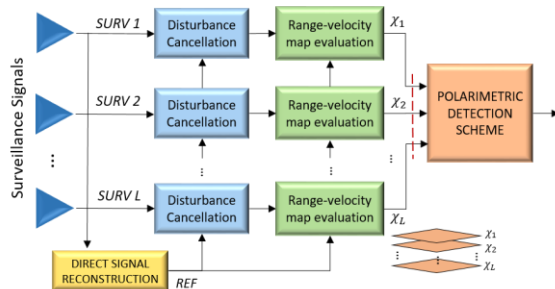 Surveillance Signals
SURV 1
Disturbance
Cancellation
Range-velocity
map evaluation
χ1
SURV 2
Disturbance
Cancellation
Range-velocity
map evaluation
χ2
POLARIMETRIC
DETECTION
SCHEME
...
...
...
...
SURV L
Disturbance
Cancellation
Range-velocity
map evaluation
χL
DIRECT SIGNAL
RECONSTRUCTION
REF
χ1
χ2
... ... ...
χL